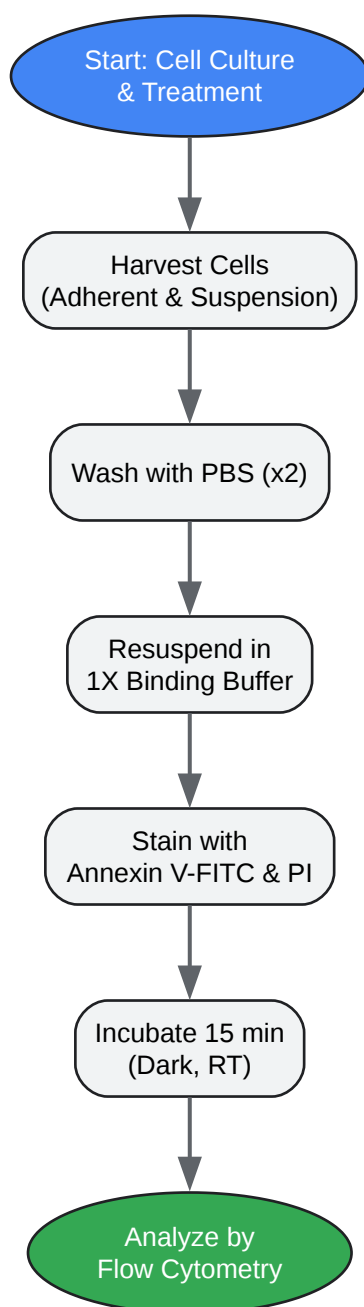 Start: Cell Culture
& Treatment
Harvest Cells
(Adherent & Suspension)
Wash with PBS (x2)
Resuspend in
1X Binding Buffer
Stain with
Annexin V-FITC & PI
Incubate 15 min
(Dark, RT)
Analyze by
Flow Cytometry